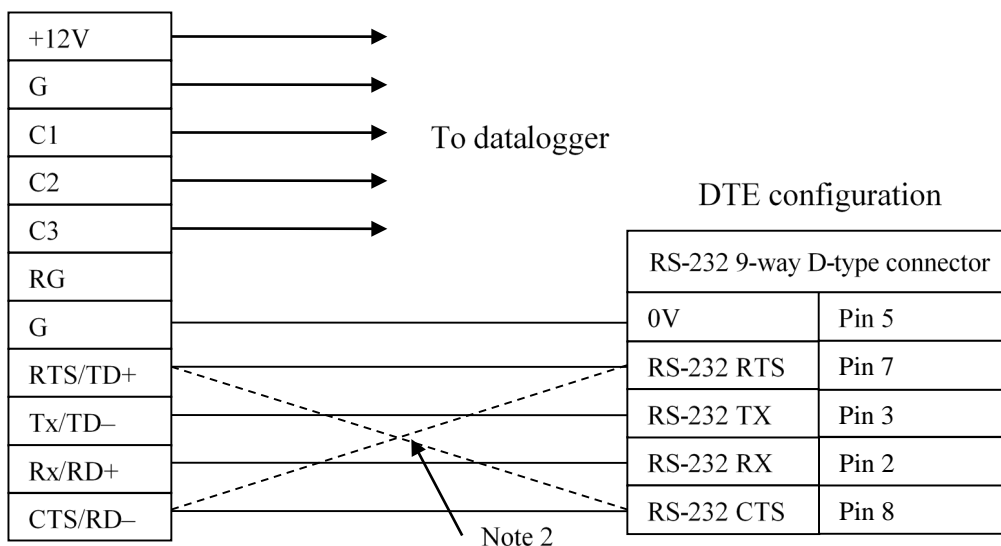 +12V
G
C1
C2
C3
RG
G
RTS/TD+
Tx/TD–
Rx/RD+
CTS/RD–
To datalogger
DTE configuration
RS-232 9-way D-type connector
0V Pin 5
RS-232 RTS Pin 7
RS-232 TX Pin 3
RS-232 RX Pin 2
RS-232 CTS Pin 8
Note 2